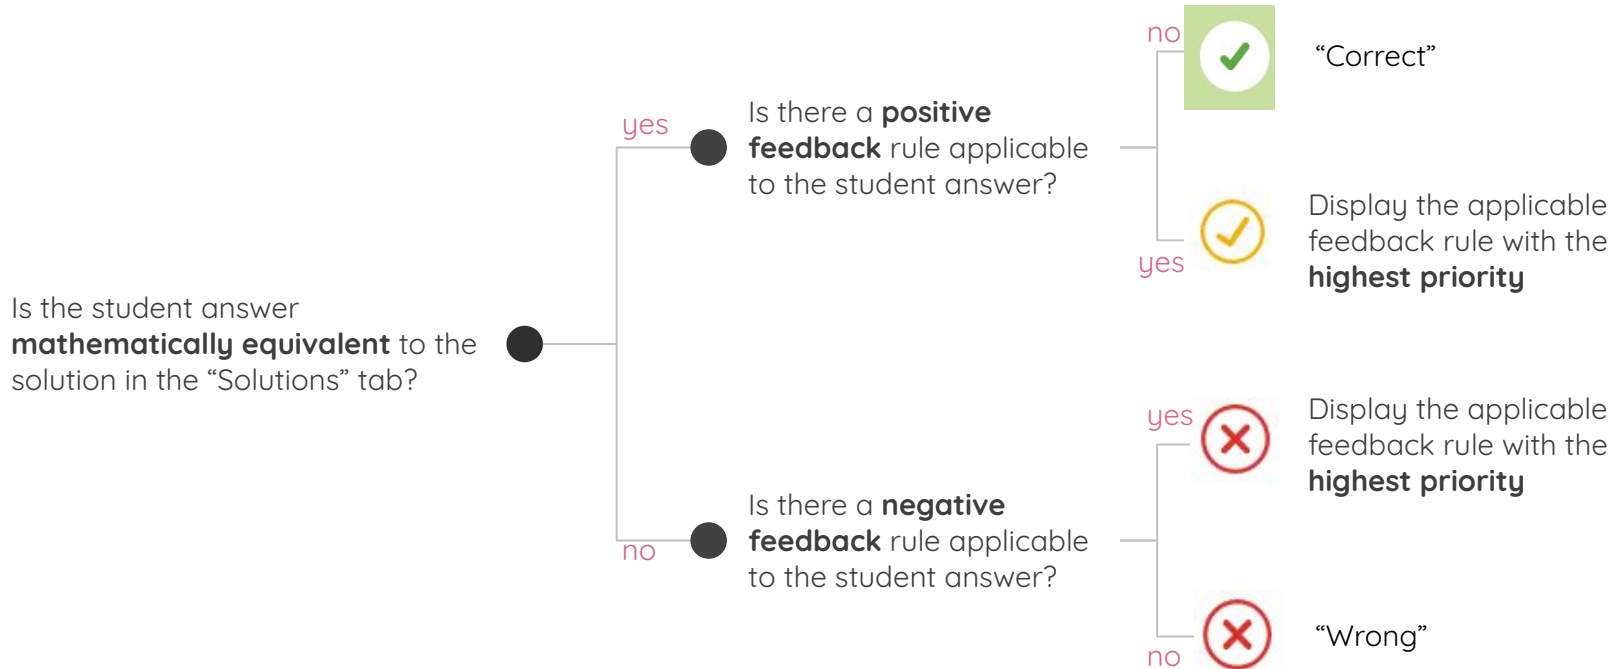 Is the student answer
mathematically equivalent to the
solution in the “Solutions” tab?
yes
Is there a positive
feedback rule applicable
to the student answer?
no
“Correct”
yes
Display the applicable
feedback rule with the
highest priority
no
Is there a negative
feedback rule applicable
to the student answer?
yes
Display the applicable
feedback rule with the
highest priority
no
“Wrong”